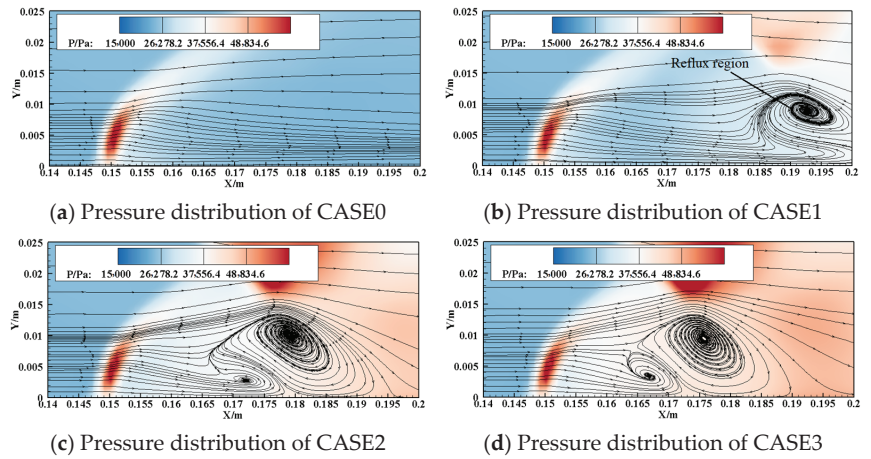 0.025
0.02
0.015
0.01
0.005
0
Y/m
P/Pa: 15·000 26·278.2 37·556.4 48·834.6
0.14 0.145 0.15 0.155 0.16 0.165 0.17 0.175 0.18 0.185 0.19 0.195 0.2
X/m
(a) Pressure distribution of CASE0
0.025
0.02
0.015
0.01
0.005
0
Y/m
P/Pa: 15·000 26·278.2 37·556.4 48·834.6
Reflux region
0.14 0.145 0.15 0.155 0.16 0.165 0.17 0.175 0.18 0.185 0.19 0.195 0.2
X/m
(b) Pressure distribution of CASE1
0.025
0.02
0.015
0.01
0.005
0
Y/m
P/Pa: 15·000 26·278.2 37·556.4 48·834.6
0.14 0.145 0.15 0.155 0.16 0.165 0.17 0.175 0.18 0.185 0.19 0.195 0.2
X/m
(c) Pressure distribution of CASE2
0.025
0.02
0.015
0.01
0.005
0
Y/m
P/Pa: 15·000 26·278.2 37·556.4 48·834.6
0.14 0.145 0.15 0.155 0.16 0.165 0.17 0.175 0.18 0.185 0.19 0.195 0.2
X/m
(d) Pressure distribution of CASE3